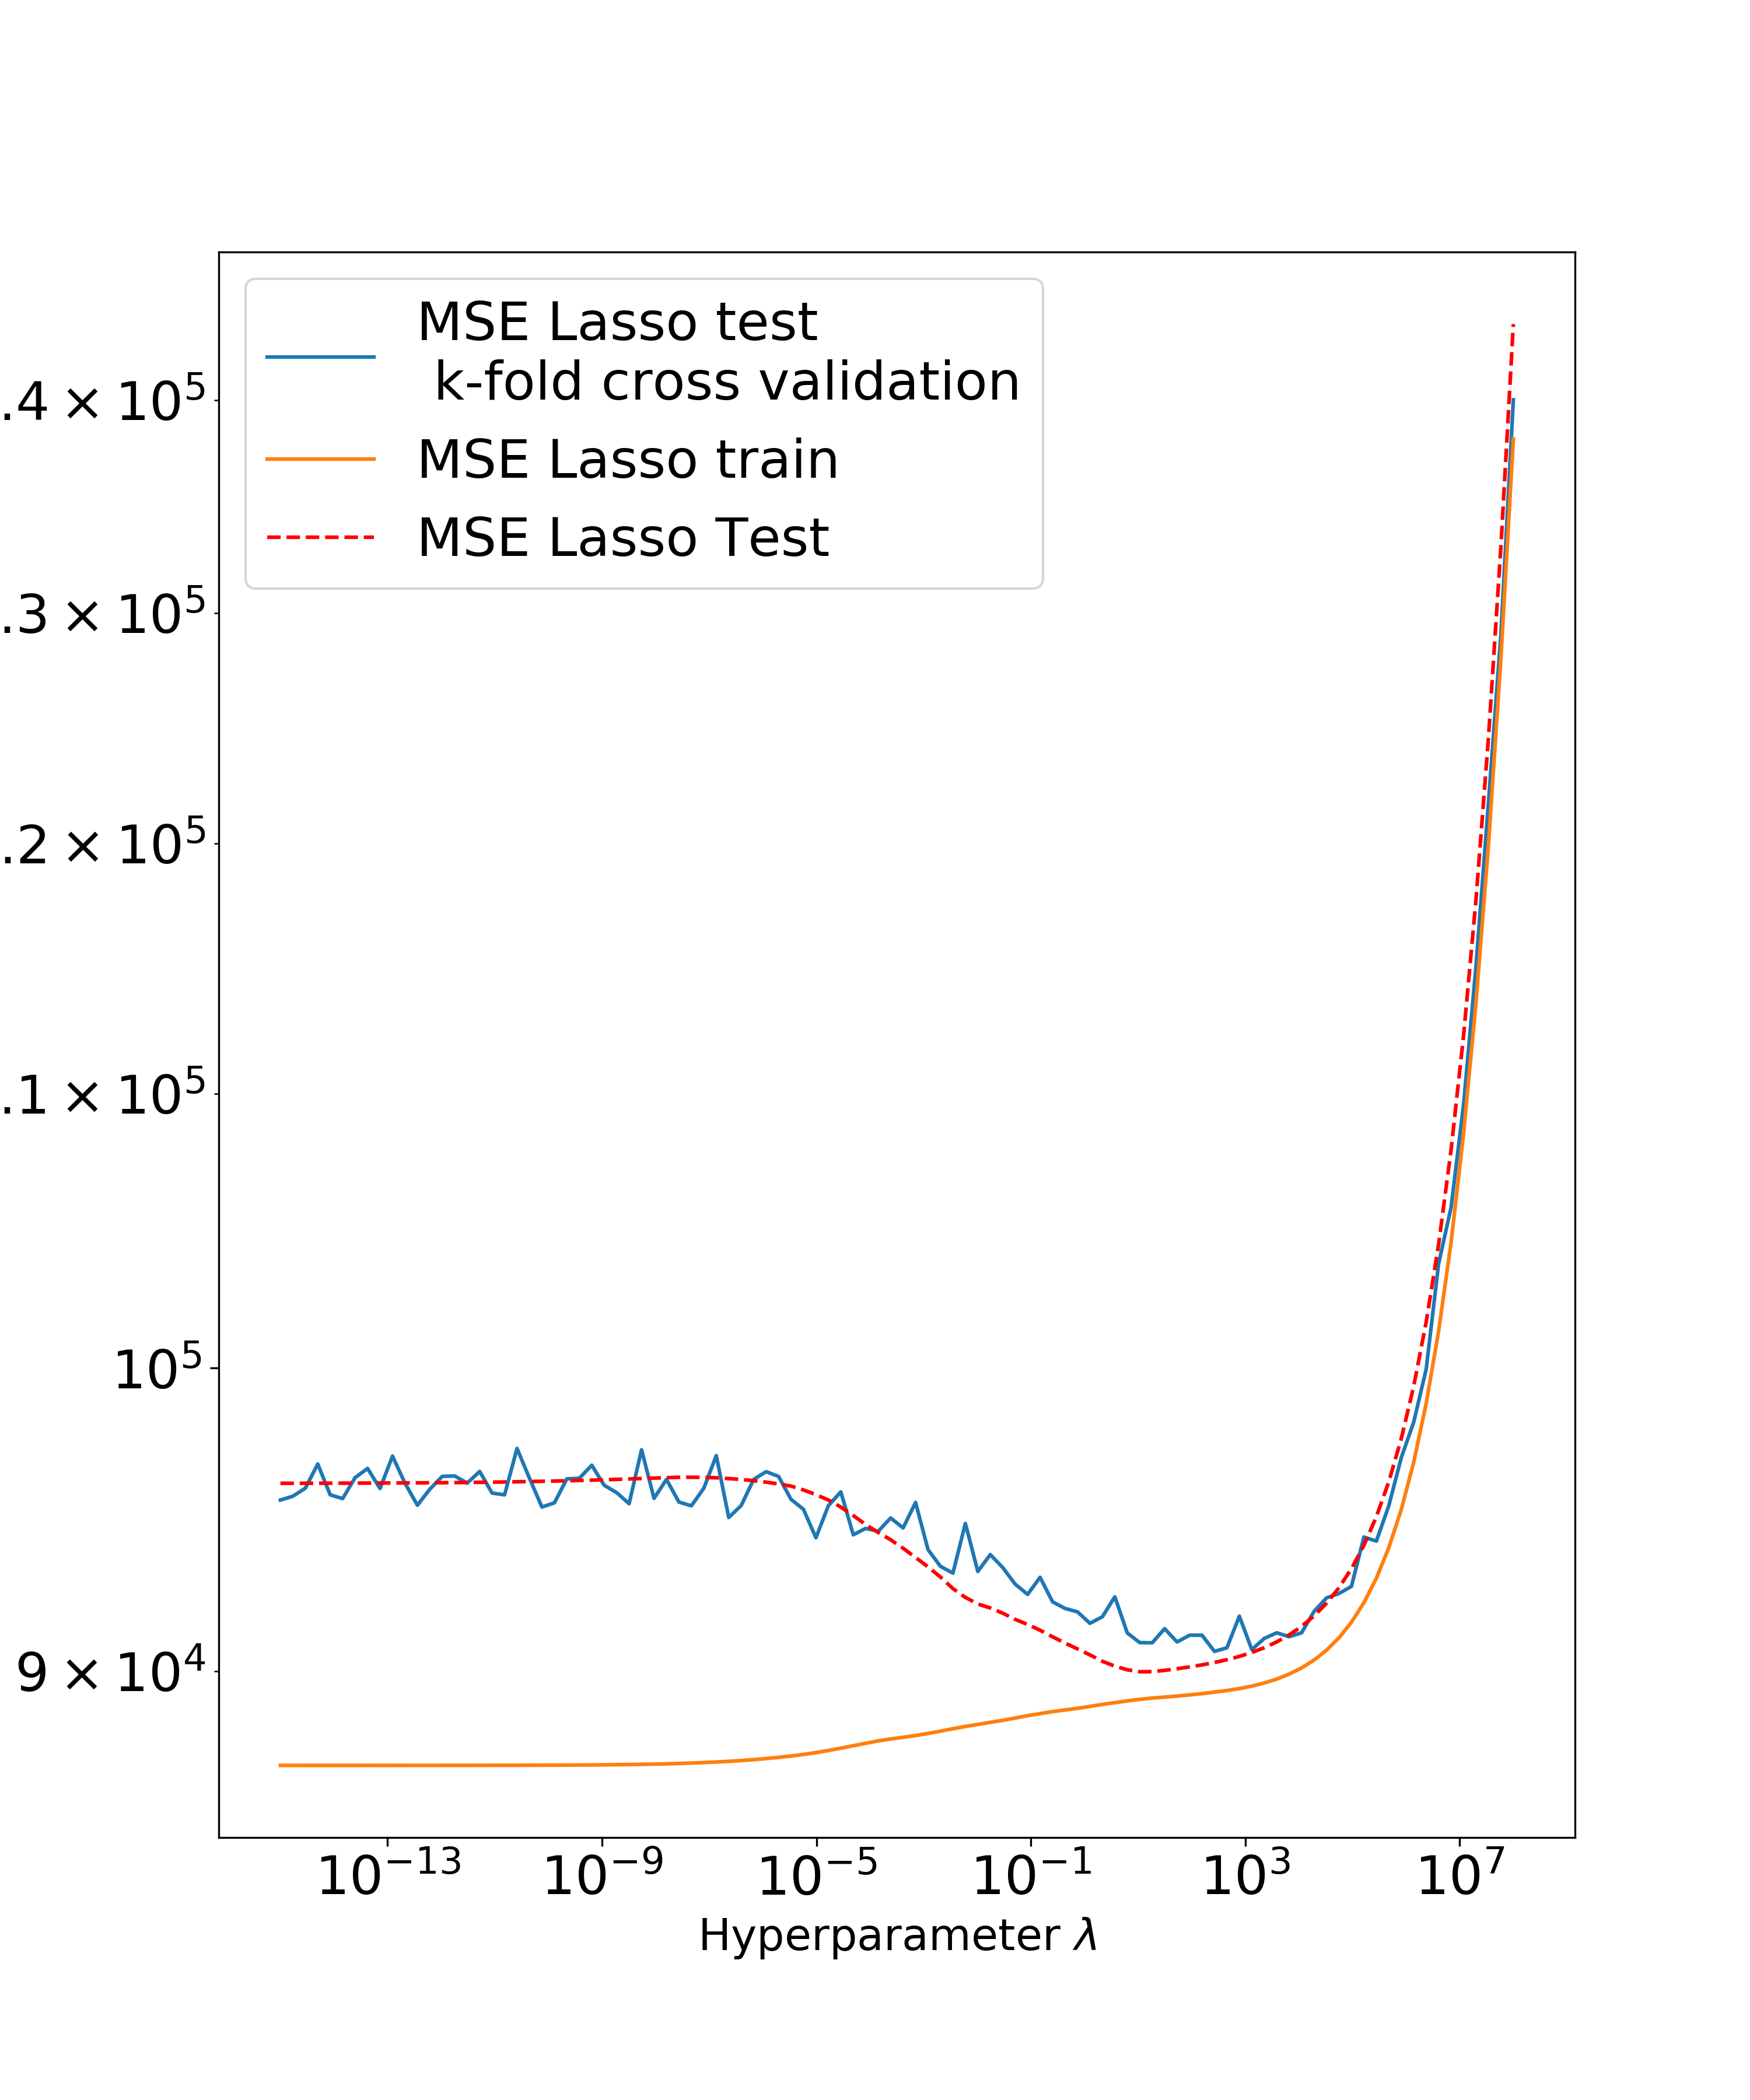 MSE Lasso test
k-fold cross validation
MSE Lasso train
MSE Lasso Test
.4 × 10⁵
.3 × 10⁵
.2 × 10⁵
.1 × 10⁵
10⁵
9 × 10⁴
10⁻¹³ 10⁻⁹ 10⁻⁵ 10⁻¹ 10³ 10⁷
Hyperparameter λ